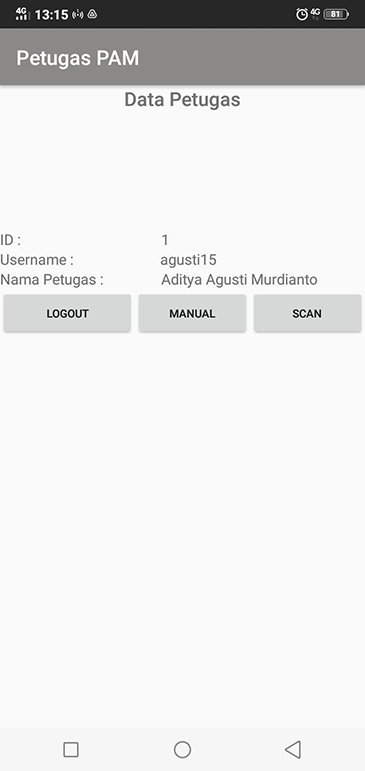 4G 13:15 4G 81
Petugas PAM
Data Petugas
ID : 1
Username : agusti15
Nama Petugas : Aditya Agusti Murdianto
LOGOUT MANUAL SCAN